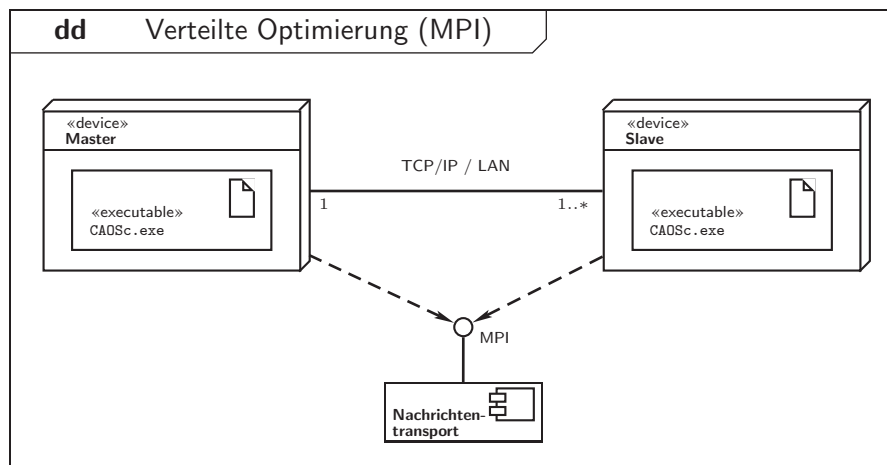 dd Verteilte Optimierung (MPI)
«device»
Master
«executable»
CAOSc.exe
TCP/IP / LAN
1
1..*
«device»
Slave
«executable»
CAOSc.exe
MPI
Nachrichten-
transport